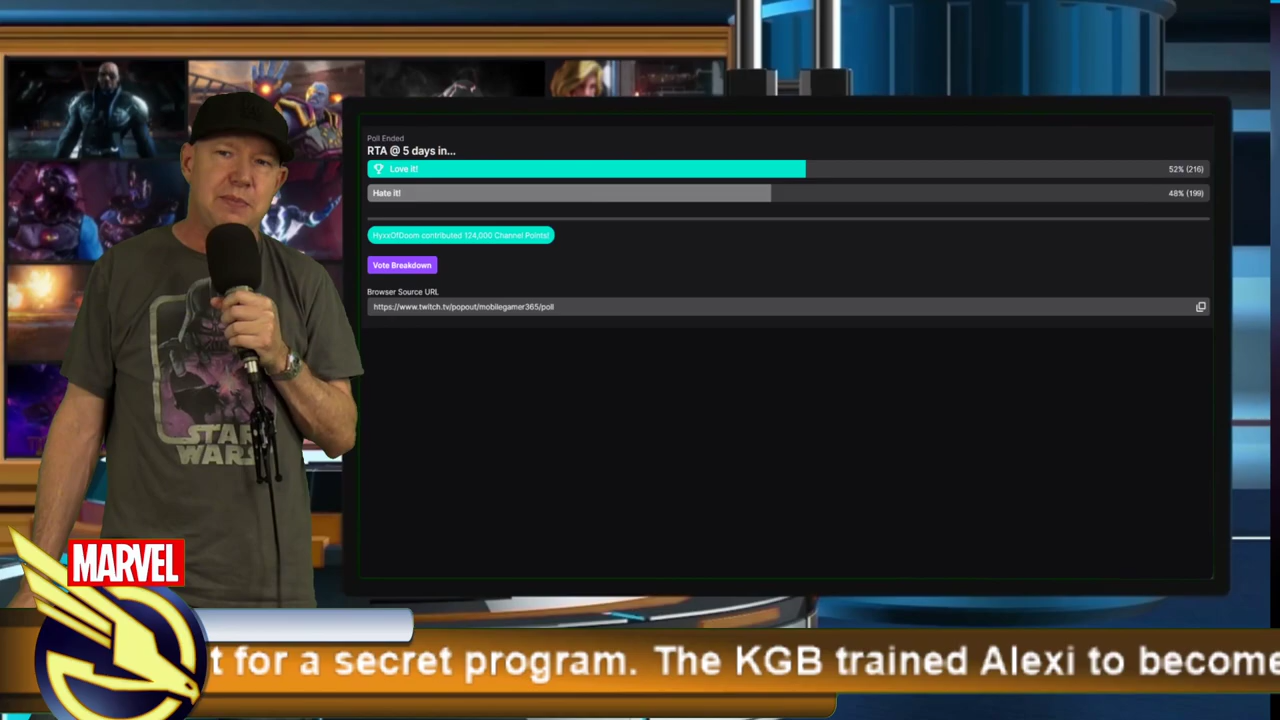 Poll Ended
RTA @ 5 days in...
Love it!
52% (216)
Hate it!
48% (199)
HyxxOfDoom contributed 124,000 Channel Points!
Vote Breakdown
Browser Source URL
https://www.twitch.tv/popout/mobilegamer365/poll
STAR
WARS
MARVEL
t for a secret program. The KGB trained Alexi to become